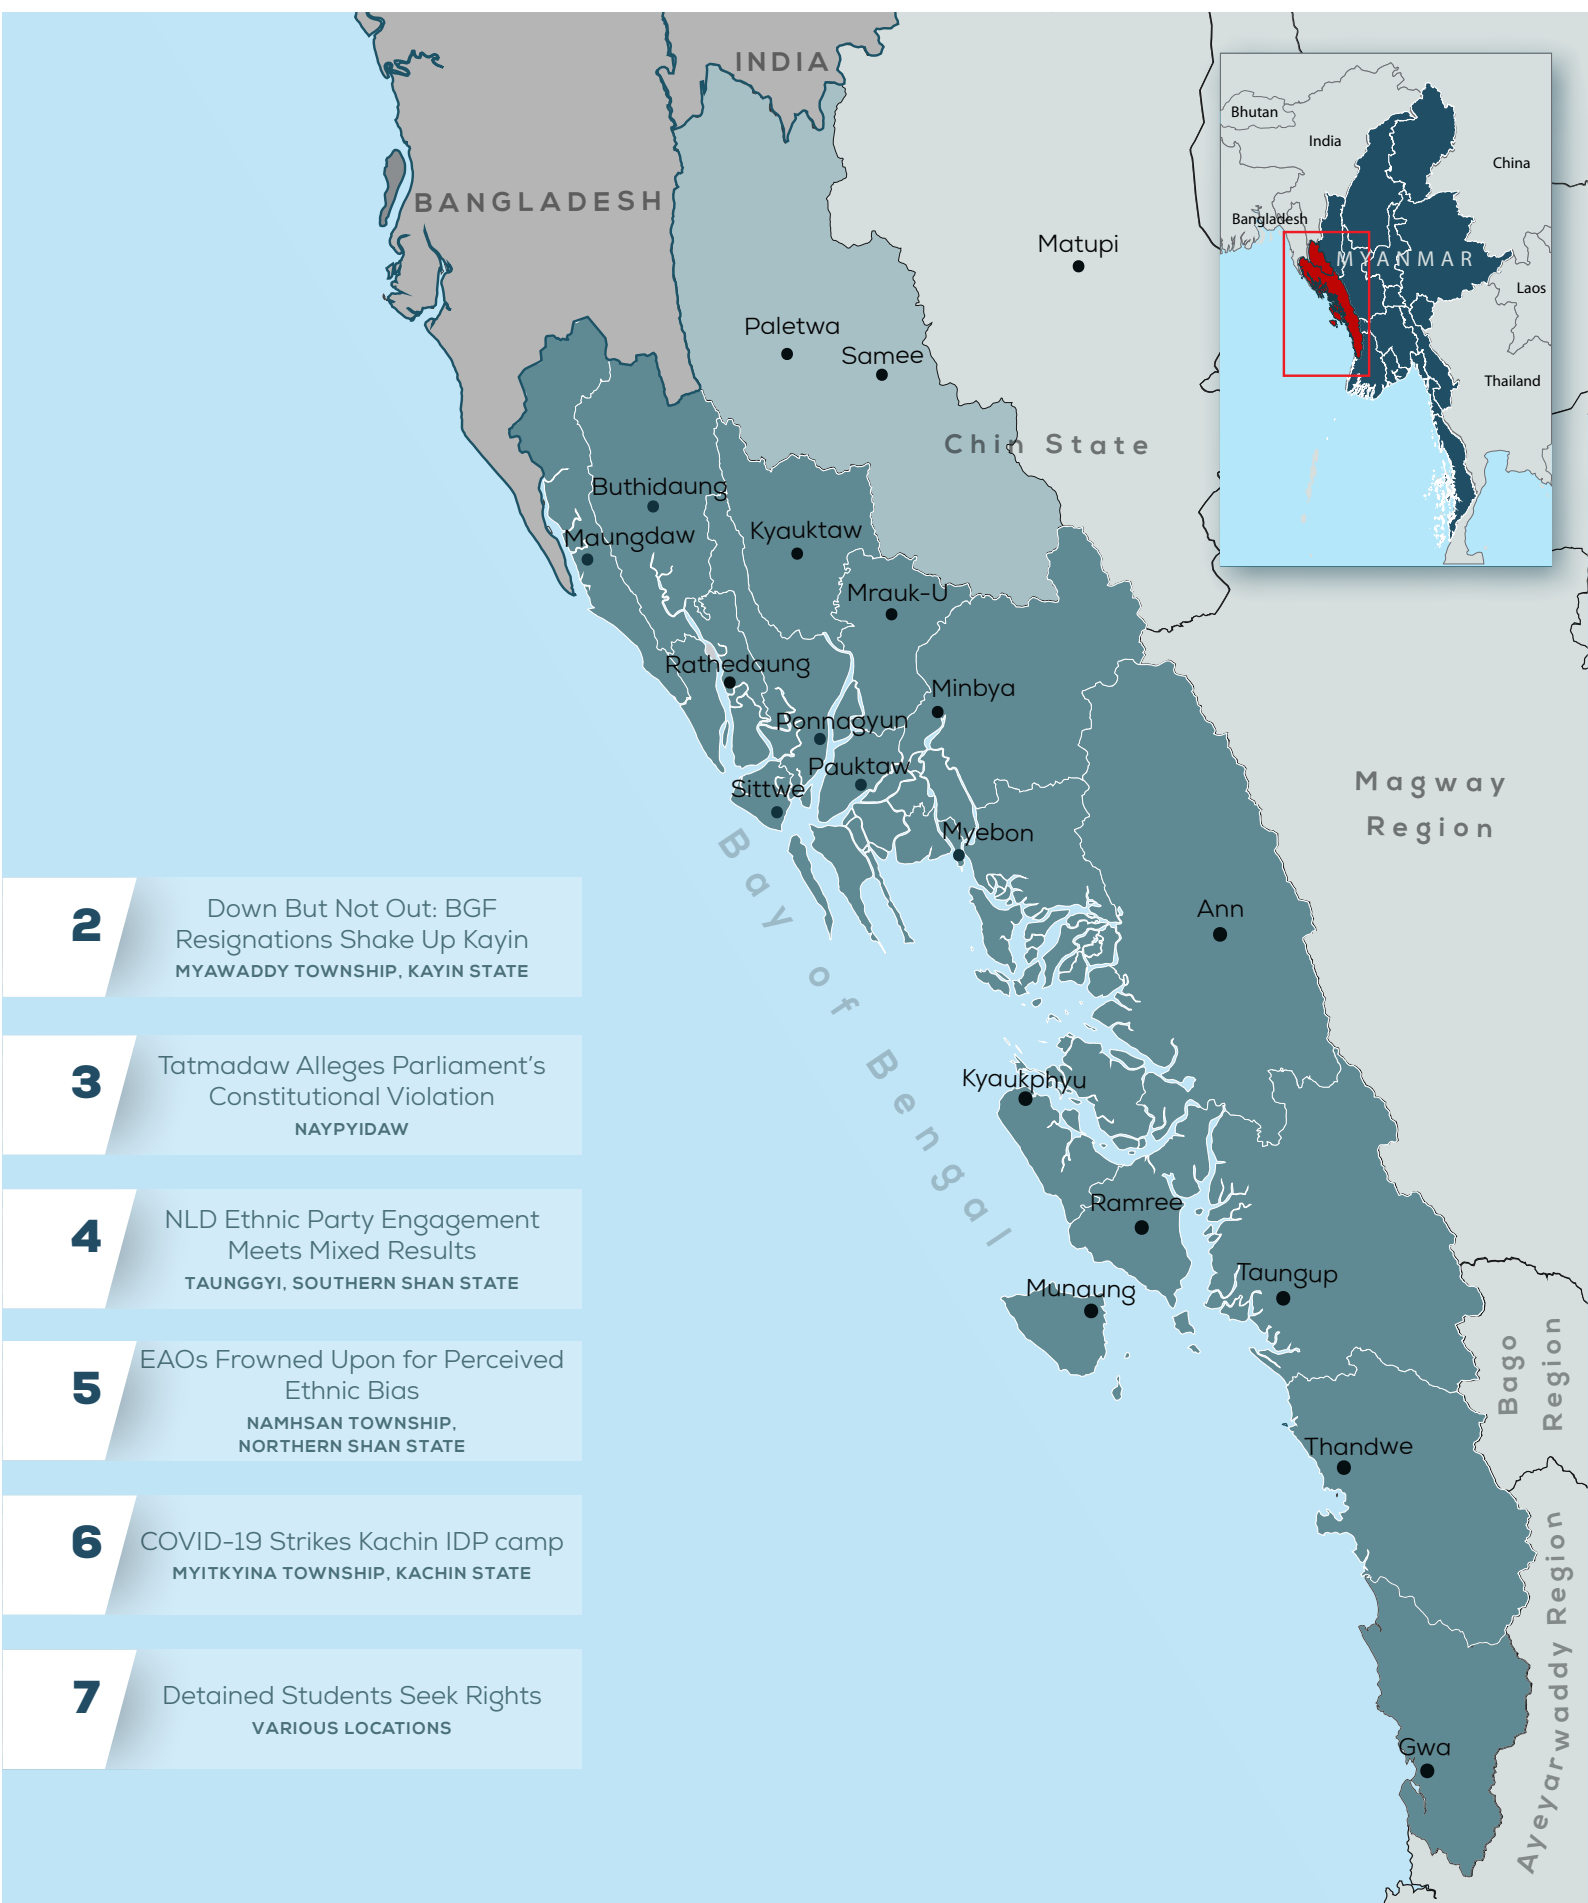 INDIA
BANGLADESH
Matupi
Paletwa
Samee
Chin State
Buthidaung
Maungdaw
Kyauktaw
Mrauk-U
Rathedaung
Minbya
Ponnagyun
Pauktaw
Sittwe
Myebon
Magway
Region
Ann
Bay of Bengal
Kyaukphyu
Ramree
Munaung
Taungup
Bago
Region
Thandwe
Ayeyarwaddy Region
Gwa
Bhutan
India
China
Bangladesh
MYANMAR
Laos
Thailand
2
Down But Not Out: BGF
Resignations Shake Up Kayin
MYAWADDY TOWNSHIP, KAYIN STATE
3
Tatmadaw Alleges Parliament’s
Constitutional Violation
NAYPYIDAW
4
NLD Ethnic Party Engagement
Meets Mixed Results
TAUNGGYI, SOUTHERN SHAN STATE
5
EAOs Frowned Upon for Perceived
Ethnic Bias
NAMHSAN TOWNSHIP,
NORTHERN SHAN STATE
6
COVID-19 Strikes Kachin IDP camp
MYITKYINA TOWNSHIP, KACHIN STATE
7
Detained Students Seek Rights
VARIOUS LOCATIONS